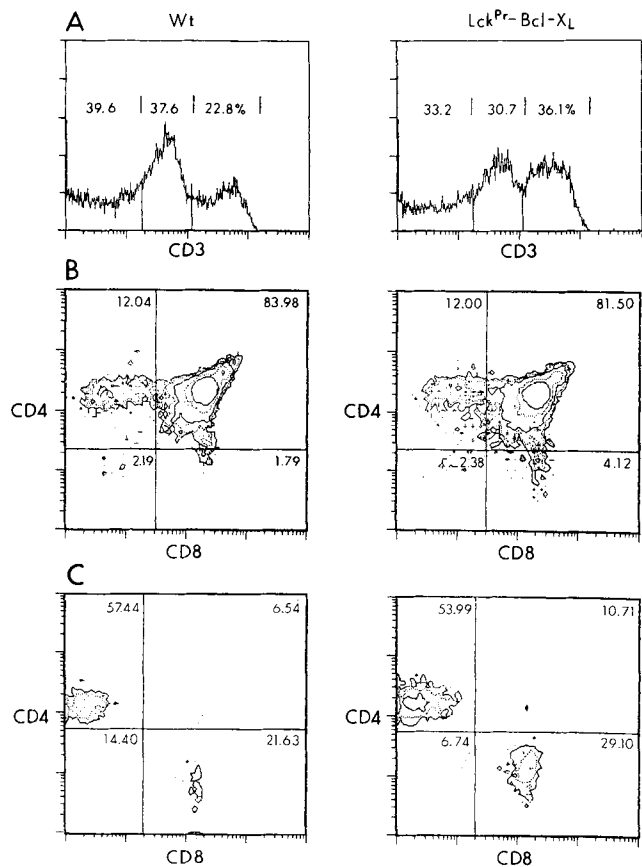 A
Wt
Lck^Pr-Bcl-X_L
39.6 37.6 22.8%
33.2 30.7 36.1%
CD3
CD3
B
12.04 83.98
12.00 81.50
CD4
CD4
2.19 1.79
2.38 4.12
CD8
CD8
C
57.44 6.54
53.99 10.71
CD4
CD4
14.40 21.63
6.74 29.10
CD8
CD8